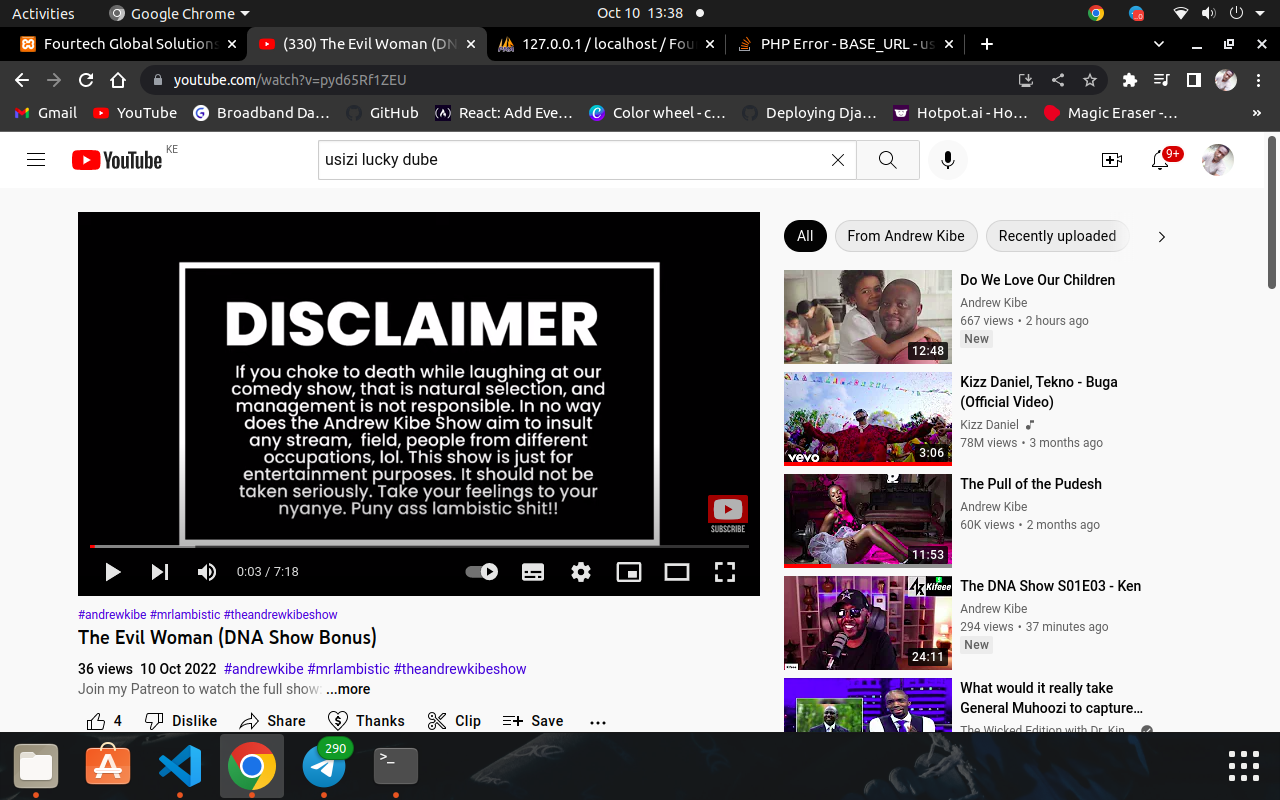 Activities
Google Chrome
Oct 10 13:38
Fourtech Global Solutions
(330) The Evil Woman (DN
127.0.0.1 / localhost / Fou
PHP Error - BASE_URL - us
youtube.com/watch?v=pyd65Rf1ZEU
Gmail
YouTube
Broadband Da…
GitHub
React: Add Eve…
Color wheel - c…
Deploying Dja…
Hotpot.ai - Ho…
Magic Eraser -…
»
YouTube
KE
usizi lucky dube
9+
DISCLAIMER
If you choke to death while laughing at our
comedy show, that is natural selection, and
management is not responsible. In no way
does the Andrew Kibe Show aim to insult
any stream, field, people from different
occupations, lol. This show is just for
entertainment purposes. It should not be
taken seriously. Take your feelings to your
nyanye. Puny ass lambistic shit!!
SUBSCRIBE
0:03 / 7:18
#andrewkibe #mrlambistic #theandrewkibeshow
The Evil Woman (DNA Show Bonus)
36 views 10 Oct 2022 #andrewkibe #mrlambistic #theandrewkibeshow
Join my Patreon to watch the full show: ...more
4
Dislike
Share
Thanks
Clip
Save
All
From Andrew Kibe
Recently uploaded
12:48
Do We Love Our Children
Andrew Kibe
667 views • 2 hours ago
New
vevo
3:06
Kizz Daniel, Tekno - Buga
(Official Video)
Kizz Daniel
78M views • 3 months ago
11:53
The Pull of the Pudesh
Andrew Kibe
60K views • 2 months ago
Kifeee
24:11
The DNA Show S01E03 - Ken
Andrew Kibe
294 views • 37 minutes ago
New
What would it really take
General Muhoozi to capture…
The Wicked Edition with Dr. Kin
290